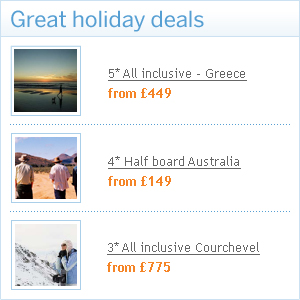 Great holiday deals
5* All inclusive - Greece
from £449
4* Half board Australia
from £149
3* All inclusive Courchevel
from £775